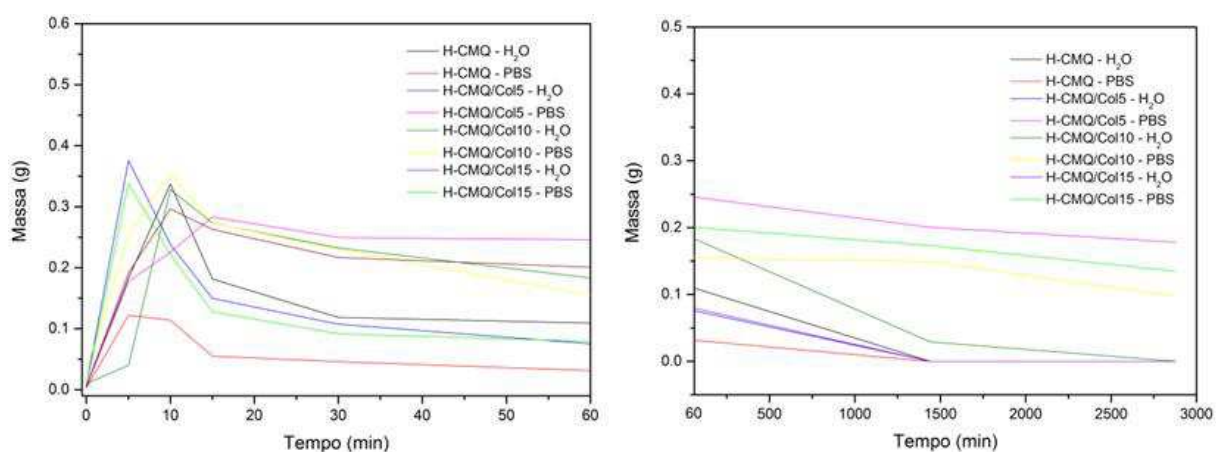 0.6
0.5
0.4
0.3
0.2
0.1
0.0
Massa (g)
0
10
20
30
40
50
60
Tempo (min)
H-CMQ - H₂O
H-CMQ - PBS
H-CMQ/Col5 - H₂O
H-CMQ/Col5 - PBS
H-CMQ/Col10 - H₂O
H-CMQ/Col10 - PBS
H-CMQ/Col15 - H₂O
H-CMQ/Col15 - PBS
0.5
0.4
0.3
0.2
0.1
0.0
Massa (g)
60
500
1000
1500
2000
2500
3000
Tempo (min)
H-CMQ - H₂O
H-CMQ - PBS
H-CMQ/Col5 - H₂O
H-CMQ/Col5 - PBS
H-CMQ/Col10 - H₂O
H-CMQ/Col10 - PBS
H-CMQ/Col15 - H₂O
H-CMQ/Col15 - PBS